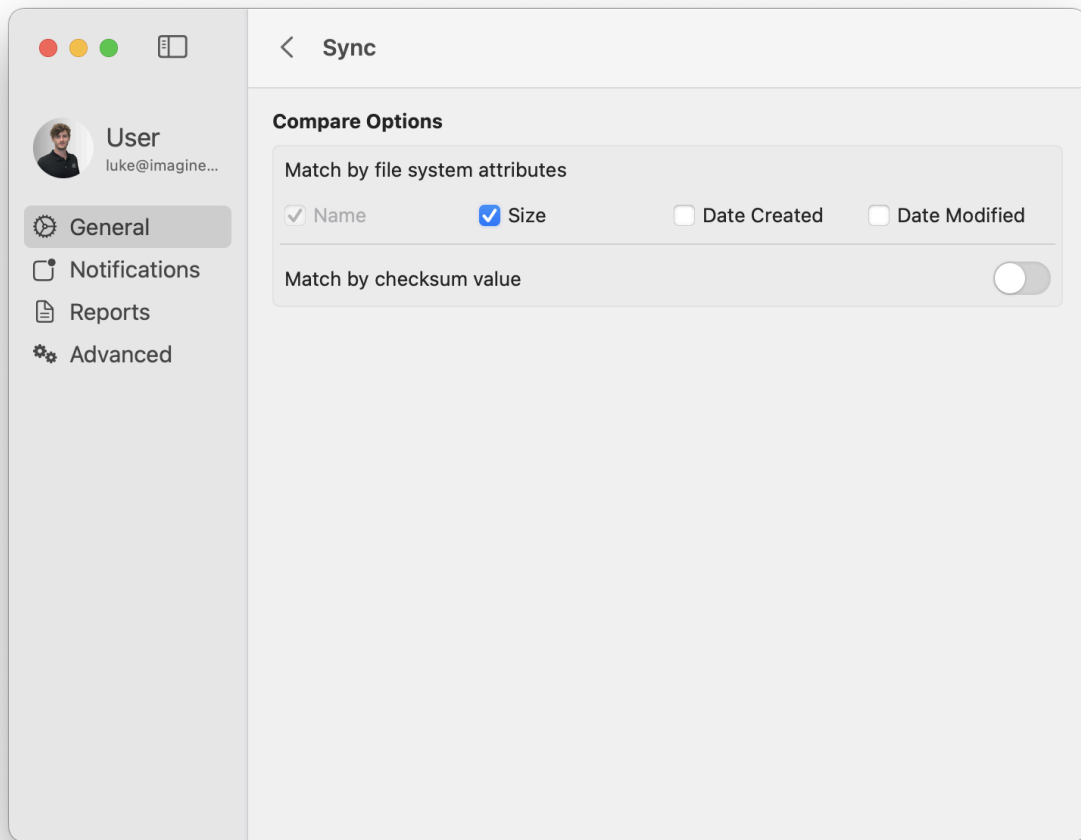 Sync
User
luke@imagine...
General
Notifications
Reports
Advanced
Compare Options
Match by file system attributes
Name
Size
Date Created
Date Modified
Match by checksum value